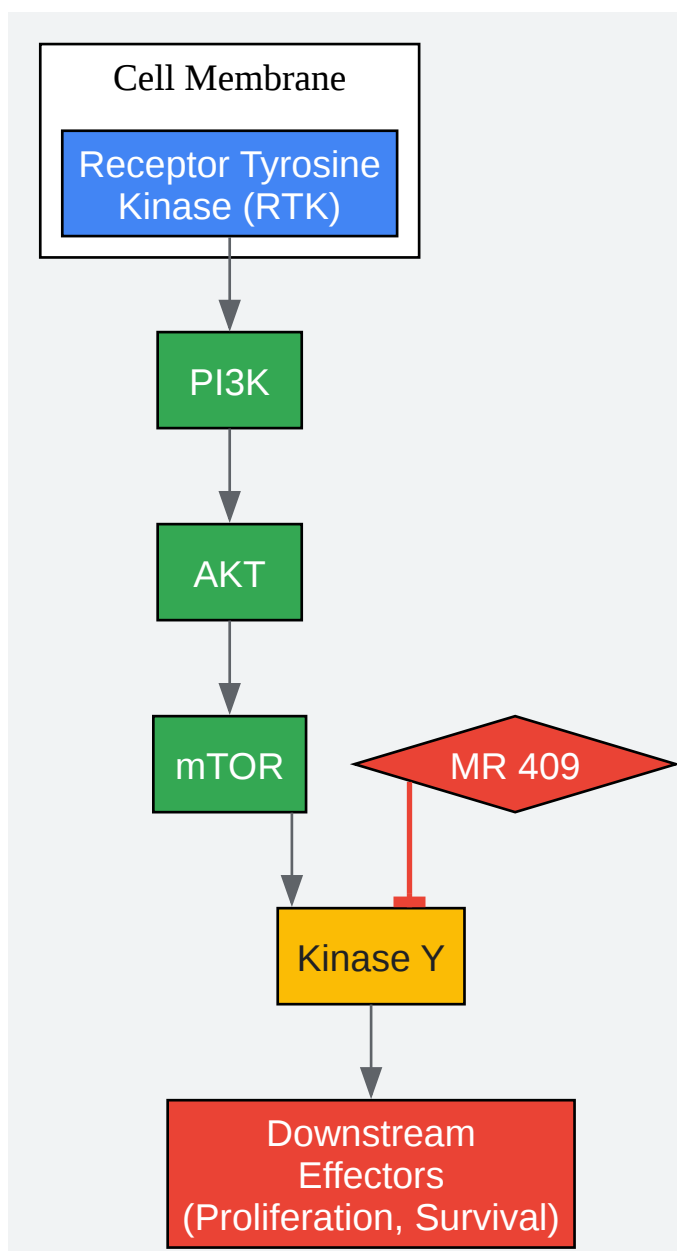 Cell Membrane
Receptor Tyrosine
Kinase (RTK)
PI3K
AKT
mTOR
MR 409
Kinase Y
Downstream
Effectors
(Proliferation, Survival)